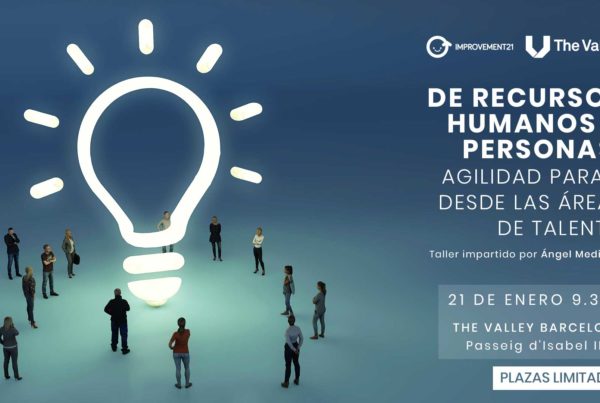 IMPROVEMENT21
The Va
DE RECURSO
HUMANOS
PERSONAS
AGILIDAD PARA
DESDE LAS ÁREA
DE TALENT
Taller impartido por Ángel Medi
21 DE ENERO 9.3
THE VALLEY BARCELO
Passeig d'Isabel II
PLAZAS LIMITAD